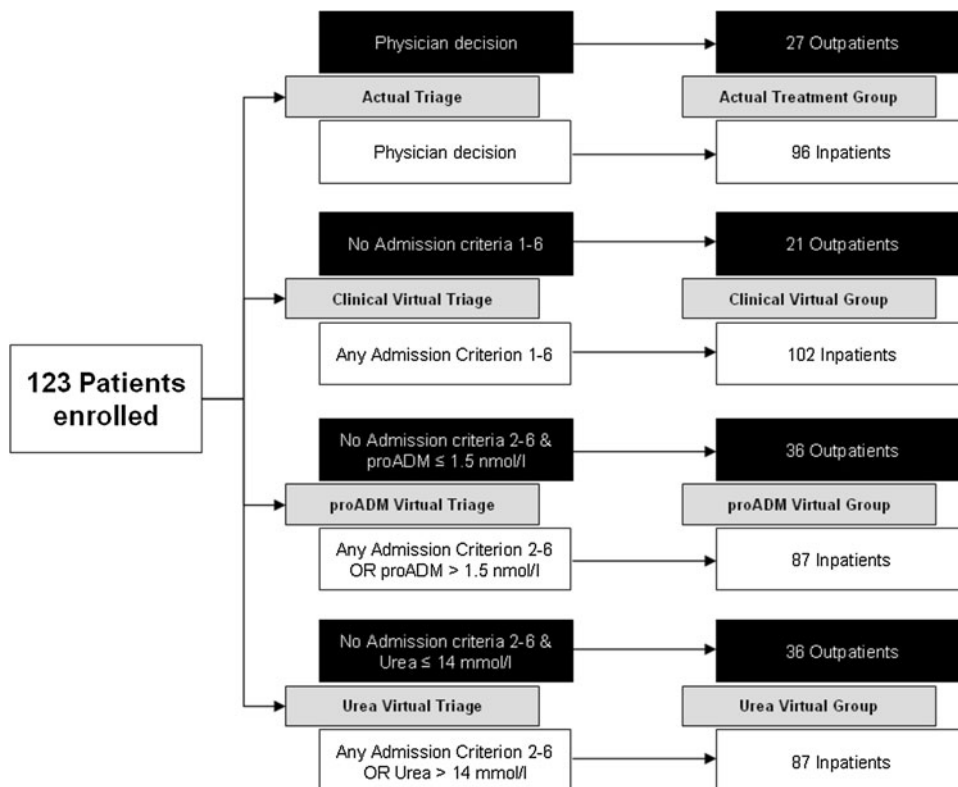 Physician decision
27 Outpatients
Actual Triage
Actual Treatment Group
Physician decision
96 Inpatients
No Admission criteria 1-6
21 Outpatients
Clinical Virtual Triage
Clinical Virtual Group
Any Admission Criterion 1-6
102 Inpatients
123 Patients
enrolled
No Admission criteria 2-6 &
proADM ≤ 1.5 nmol/l
36 Outpatients
proADM Virtual Triage
proADM Virtual Group
Any Admission Criterion 2-6
OR proADM > 1.5 nmol/l
87 Inpatients
No Admission criteria 2-6 &
Urea ≤ 14 mmol/l
36 Outpatients
Urea Virtual Triage
Urea Virtual Group
Any Admission Criterion 2-6
OR Urea > 14 mmol/l
87 Inpatients